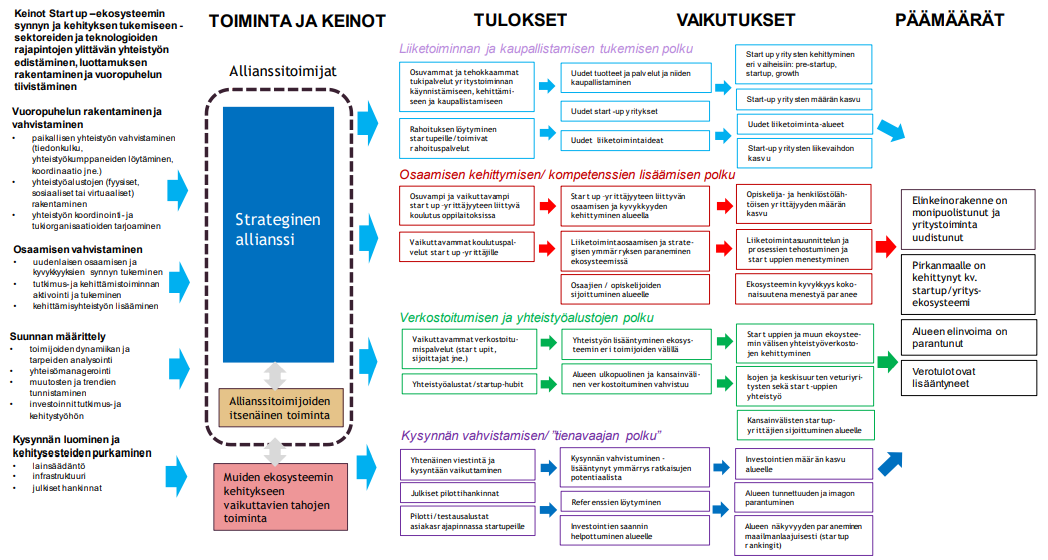 Keinot Start up –ekosysteemin
synnyn ja kehityksen tukemiseen -
sektoreiden ja teknologioiden
rajapintojen ylittävän yhteistyön
edistäminen, luottamuksen
rakentaminen ja vuoropuhelun
tiivistäminen
Vuoropuhelun rakentaminen ja
vahvistaminen
• paikallisen yhteistyön vahvistaminen
(tiedonkulku,
yhteistyökumppaneiden löytäminen,
koordinaatio jne.)
• yhteistyöalustojen (fyysiset,
sosiaaliset tai virtuaaliset)
rakentaminen
• yhteistyön koordinointi- ja
tukiorganisaatioiden tarjoaminen
Osaamisen vahvistaminen
• uudenlaisen osaamisen ja
kyvykkyyksien synnyn tukeminen
• tutkimus- ja kehittämistoiminnan
aktivointi ja tukeminen
• kehittämisyhteistyön lisääminen
Suunnan määrittely
• toimijoiden dynamiikan ja
tarpeiden analysointi
• yhteisömanagerointi
• muutosten ja trendien
tunnistaminen
• investoinnit tutkimus- ja
kehitystyöhön
Kysynnän luominen ja
kehitysesteiden purkaminen
• lainsäädäntö
• infrastruktuuri
• julkiset hankinnat
TOIMINTA JA KEINOT
Allianssitoimijat
Strateginen
allianssi
Allianssitoimijoiden
itsenäinen toiminta
Muiden ekosysteemin
kehitykseen
vaikuttavien tahojen
toiminta
TULOKSET
VAIKUTUKSET
PÄÄMÄÄRÄT
Liiketoiminnan ja kaupallistamisen tukemisen polku
Osuvammat ja tehokkaammat
tukipalvelut yritystoiminnan
käynnistämiseen, kehittämi-
seen ja kaupallistamiseen
Rahoituksen löytyminen
startupeille/toimivat
rahoituspalvelut
Uudet tuotteet ja palvelut ja niiden
kaupallistaminen
Uudet start-up yritykset
Uudet liiketoimintaideat
Start up yritysten kehittyminen
eri vaiheisiin: pre-startup,
startup, growth
Start-up yritysten määrän kasvu
Uudet liiketoiminta-alueet
Start-up yritysten liikevaihdon
kasvu
Osaamisen kehittymisen/ kompetenssien lisäämisen polku
Osuvampi ja vaikuttavampi
start up -yrittäjyyteen liittyvä
koulutus oppilaitoksissa
Vaikuttavammat koulutuspal-
velut start up -yrittäjille
Start up -yrittäjyyteen liittyvän
osaamisen ja kyvykkyyden
kehittyminen alueella
Liiketoimintaosaamisen ja strate-
gisen ymmärryksen paraneminen
ekosysteemissä
Osaajien / opiskelijoiden
sijoittuminen alueelle
Opiskelija- ja henkilöstöläh-
töisen yrittäjyyden määrän
kasvu
Liiketoimintasuunnittelun ja
prosessien tehostuminen ja
start uppien menestyminen
Ekosysteemin kyvykkyys koko-
naisuutena menestyä paranee
Verkostoitumisen ja yhteistyöalustojen polku
Vaikuttavammat verkostoitu-
mispalvelut (start upit,
sijoittajat jne.)
Yhteistyöalustat/startup-hubit
Yhteistyön lisääntyminen ekosys-
teemin eri toimijoiden välillä
Alueen ulkopuolinen ja kansainväli-
nen verkostoituminen vahvistuu
Start uppien ja muun ekosystee-
min välisen yhteistyöverkosto-
jen kehittyminen
Isojen ja keskisuurten veturiyri-
tysten sekä start-uppien
yhteistyö
Kansainvälisten startup-
yrittäjien sijoittuminen alueelle
Kysynnän vahvistamisen/ ”tienavaajan polku”
Yhtenäinen viestintä ja
kysyntään vaikuttaminen
Julkiset pilottihankinnat
Pilotti/testausalustat
asiakasrajapinnassa startupeille
Kysynnän vahvistuminen -
lisääntynyt ymmärrys ratkaisujen
potentiaalista
Referenssien löytyminen
Investointien saannin
helpottuminen alueelle
Investointien määrän kasvu
alueelle
Alueen tunnettuuden ja imagon
parantuminen
Alueen näkyvyyden paraneminen
maailmanlaajuisesti (startup
rankingit)
Elinkeinorakenne on
monipuolistunut ja
yritystoiminta
uudistunut
Pirkanmaalle on
kehittynyt kv.
startup/yritys-
ekosysteemi
Alueen elinvoima on
parantunut
Verotulot ovat
lisääntyneet